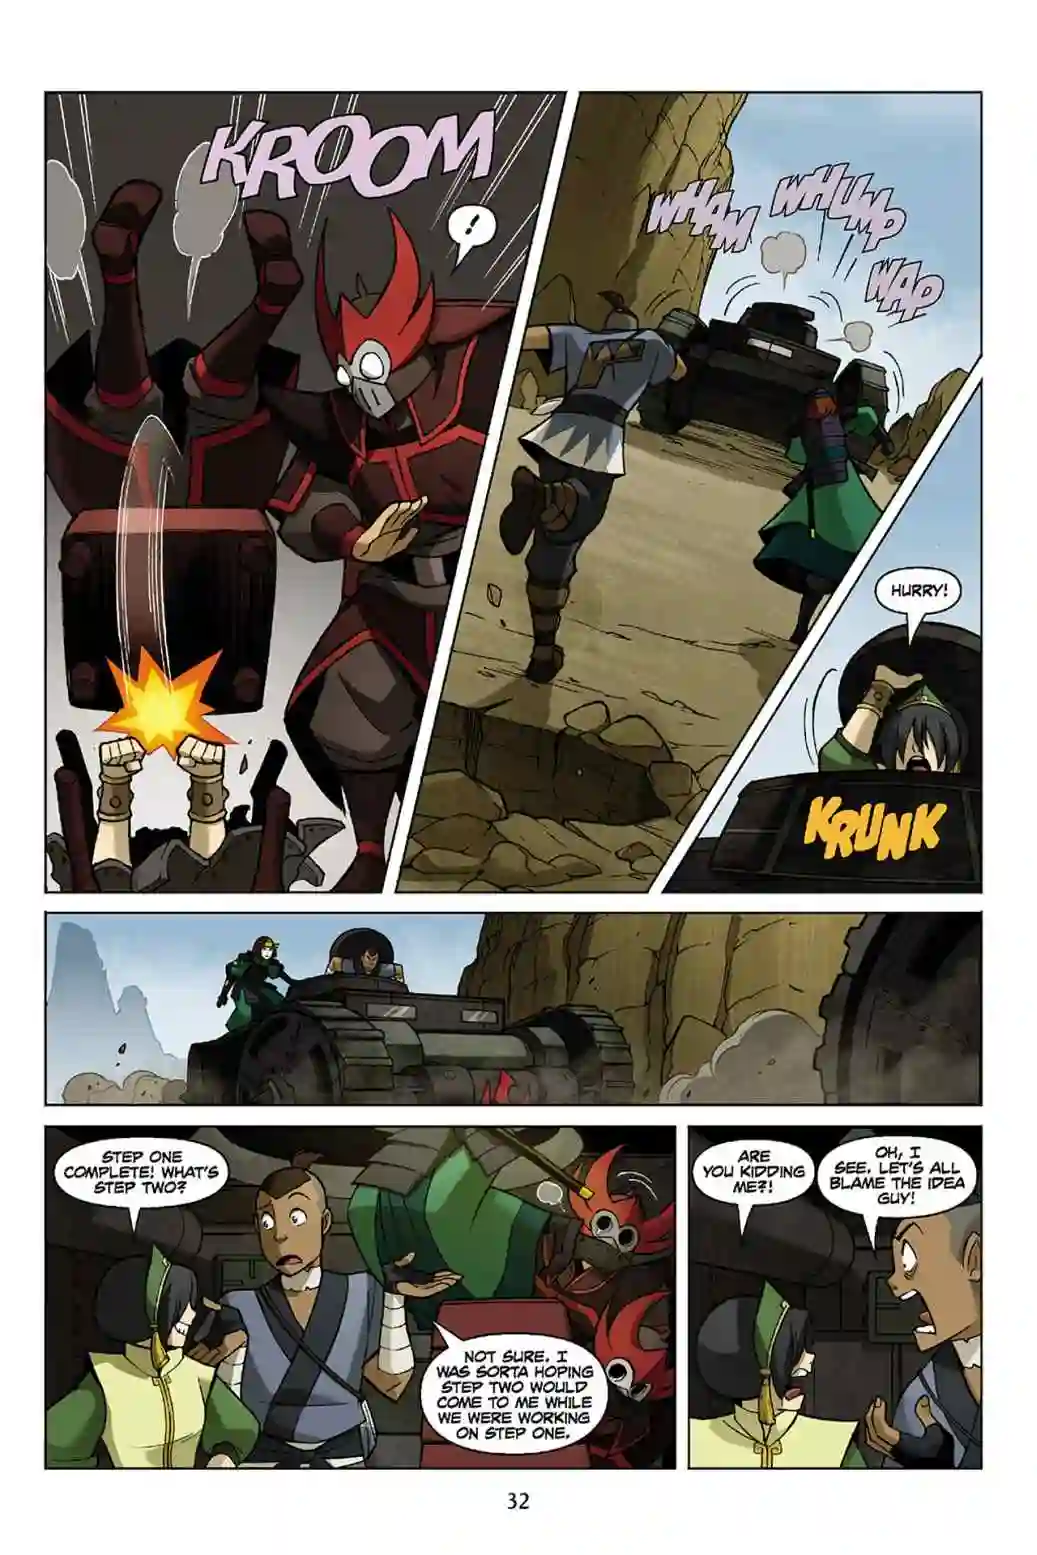 KROOM
!
WHAM
WHUMP
WAP
HURRY!
KRUNK
STEP ONE
COMPLETE! WHAT'S
STEP TWO?
NOT SURE. I
WAS SORTA HOPING
STEP TWO WOULD
COME TO ME WHILE
WE WERE WORKING
ON STEP ONE.
ARE
YOU KIDDING
ME?!
OH, I
SEE. LET'S ALL
BLAME THE IDEA
GUY!
32